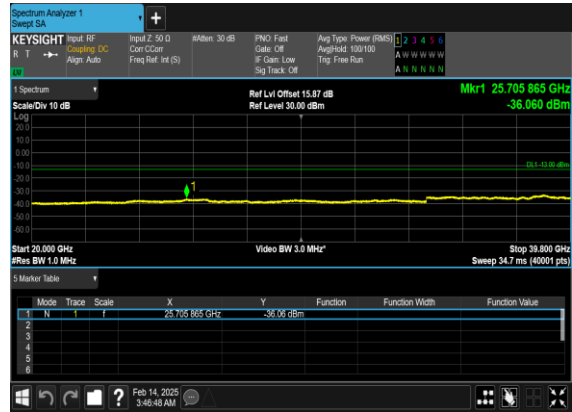 Spectrum Analyzer 1
Swept SA
KEYSIGHT Input: RF Input Z: 50 Ω #Atten: 30 dB PNO: Fast Avg Type: Power (RMS) 1 2 3 4 5 6
R T Coupling: DC Corr CCorr Gate: Off Avg|Hold: 100/100 A W W W W W
Align: Auto Freq Ref: Int (S) IF Gain: Low Trig: Free Run
Sig Track: Off A N N N N N
1 Spectrum
Ref Lvl Offset 15.87 dB Mkr1 25.705 865 GHz
Scale/Div 10 dB Ref Level 30.00 dBm -36.060 dBm
Log
20.0
10.0
0.00
-10.0
DL1 -13.00 dBm
-20.0
-30.0
1
-40.0
-50.0
-60.0
Start 20.000 GHz Video BW 3.0 MHz* Stop 39.800 GHz
#Res BW 1.0 MHz Sweep 34.7 ms (40001 pts)
5 Marker Table
Mode Trace Scale X Y Function Function Width Function Value
1 N 1 f 25.705 865 GHz -36.06 dBm
2
3
4
5
6
? Feb 14, 2025
3:46:48 AM